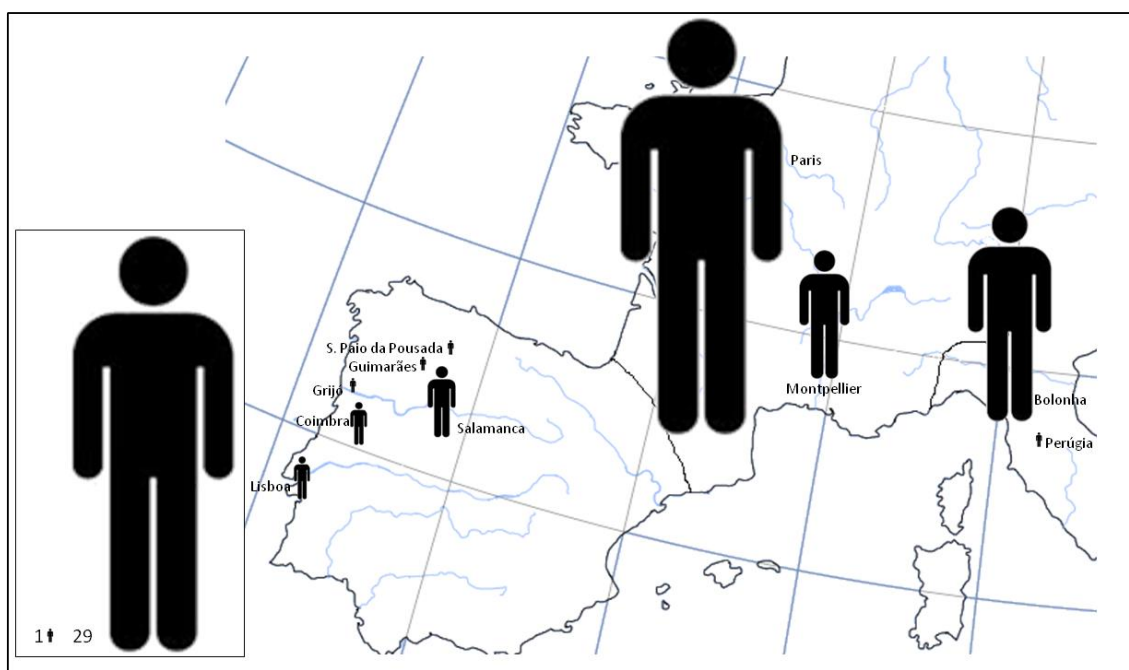 Paris
S. Paio da Pousada
Guimarães
Grijó
Montpellier
Bolonha
Coimbra
Salamanca
Perúgia
Lisboa
1 29